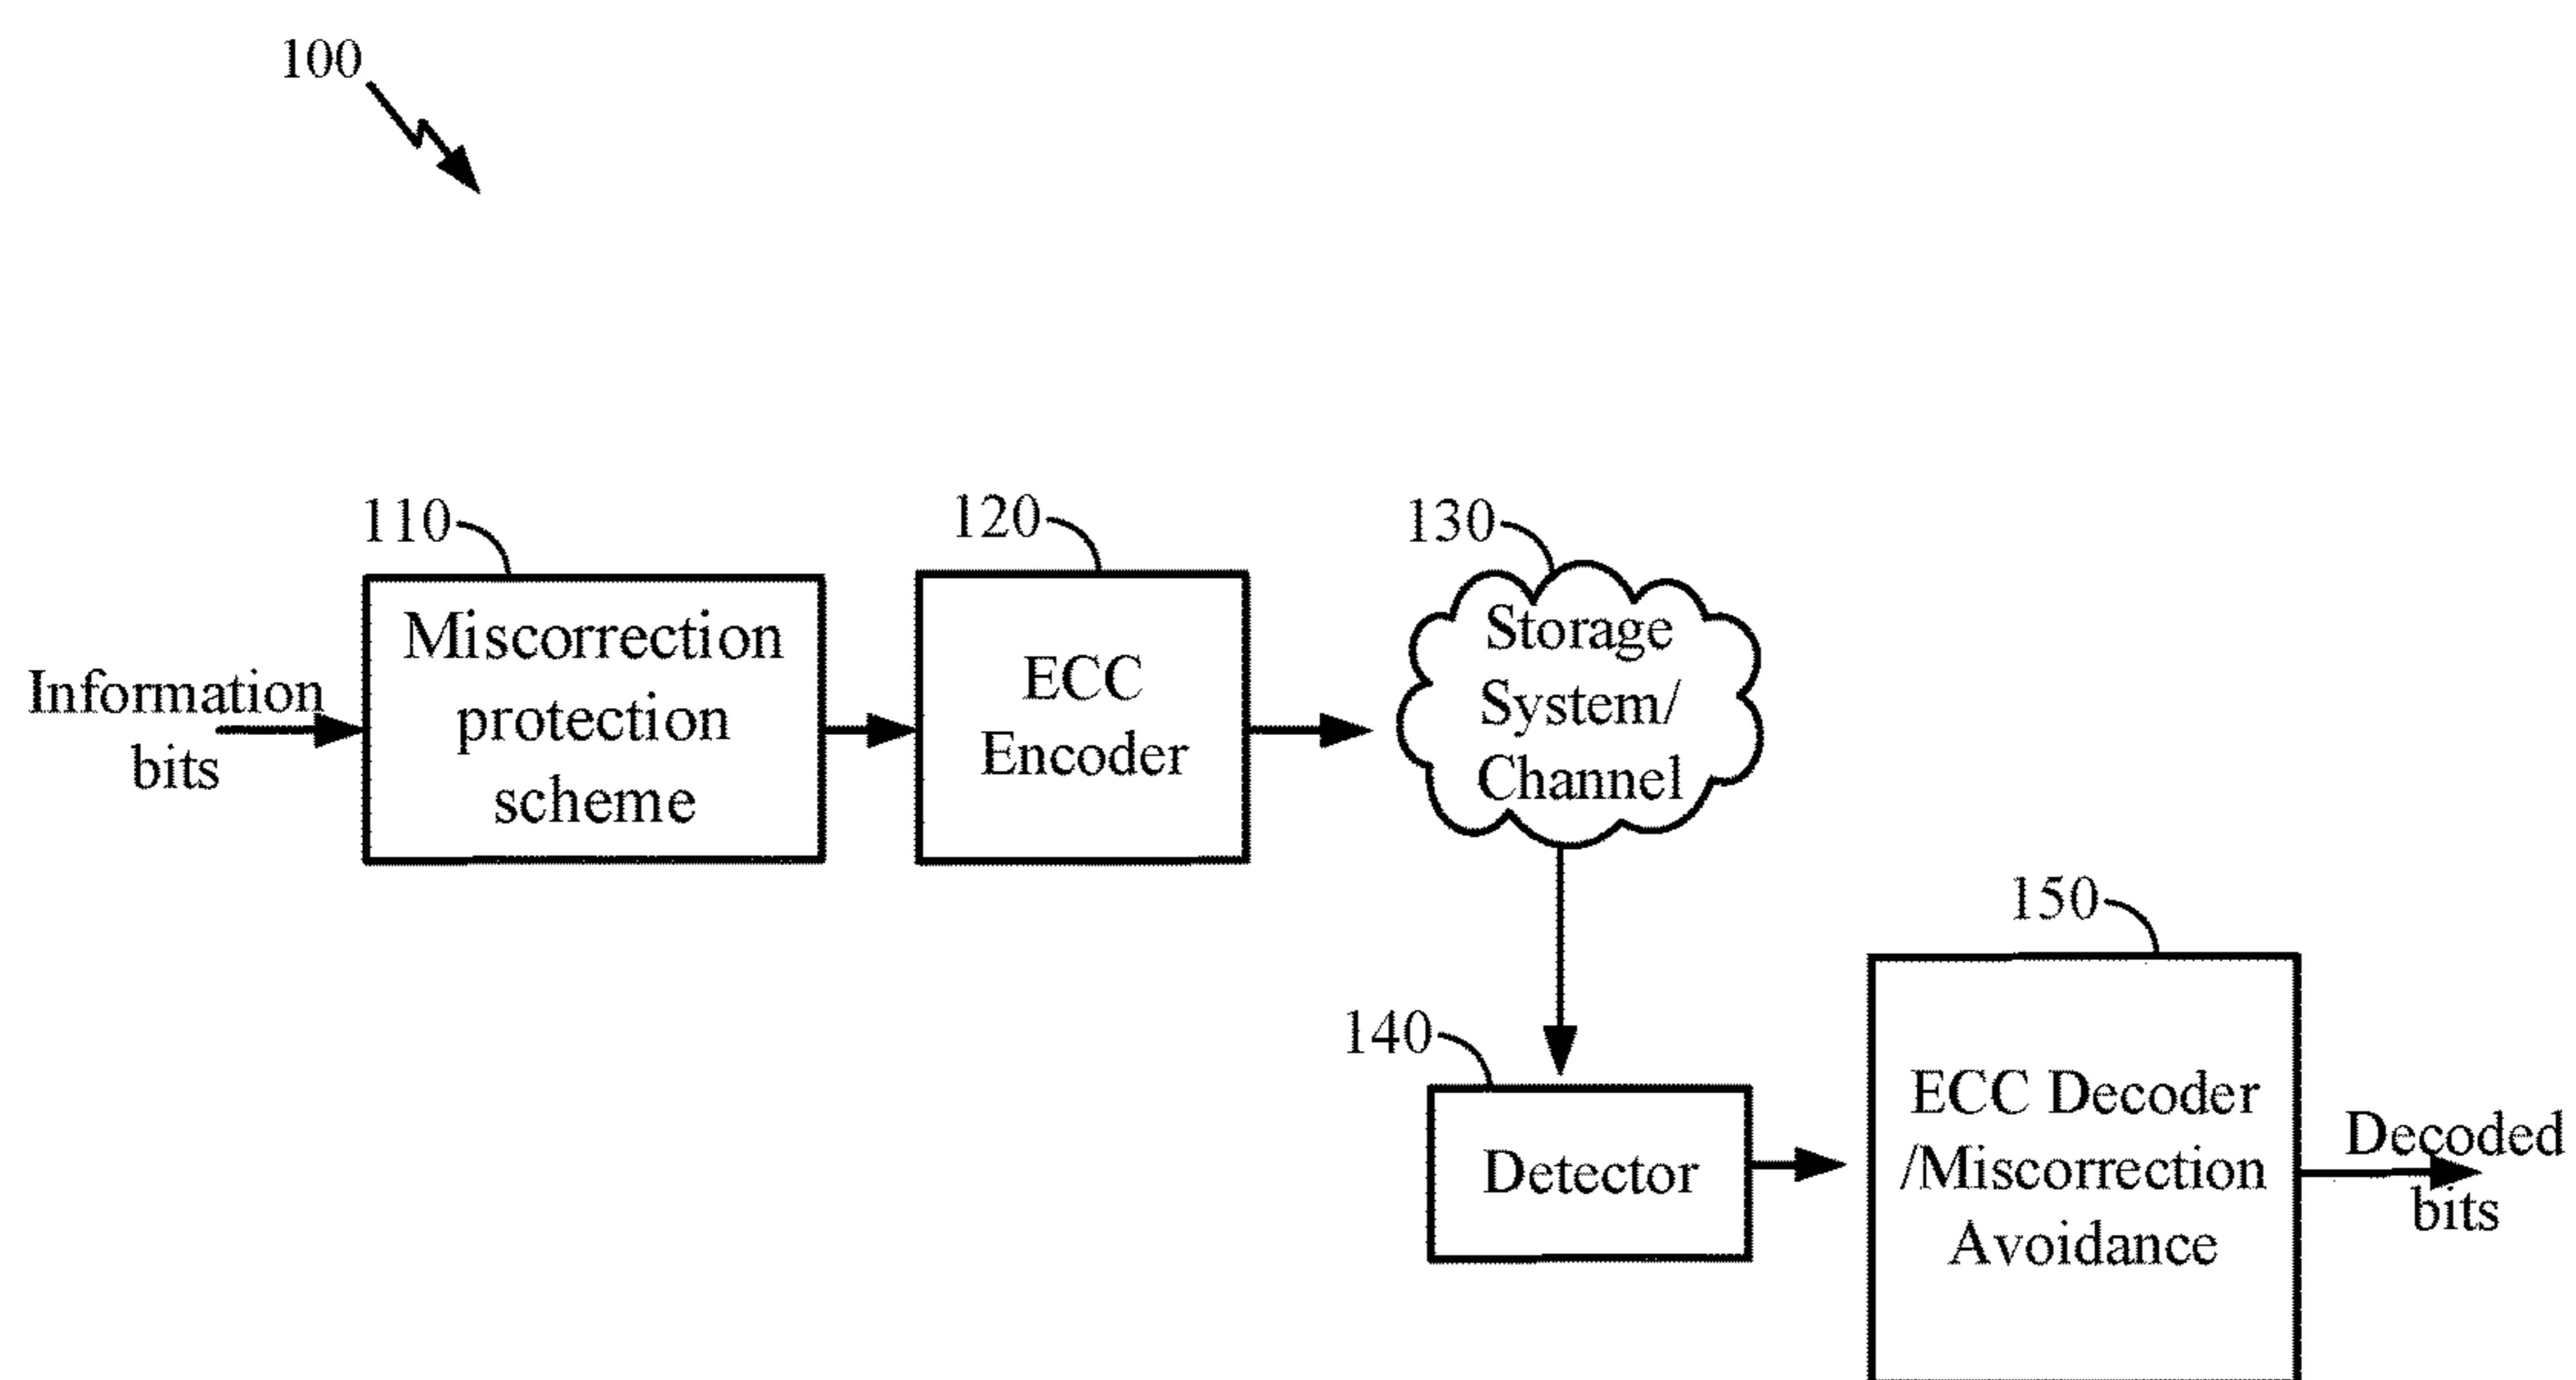 100
110
120
130
Information
bits
Miscorrection
protection
scheme
ECC
Encoder
Storage
System/
Channel
140
150
Detector
ECC Decoder
/Miscorrection
Avoidance
Decoded
bits